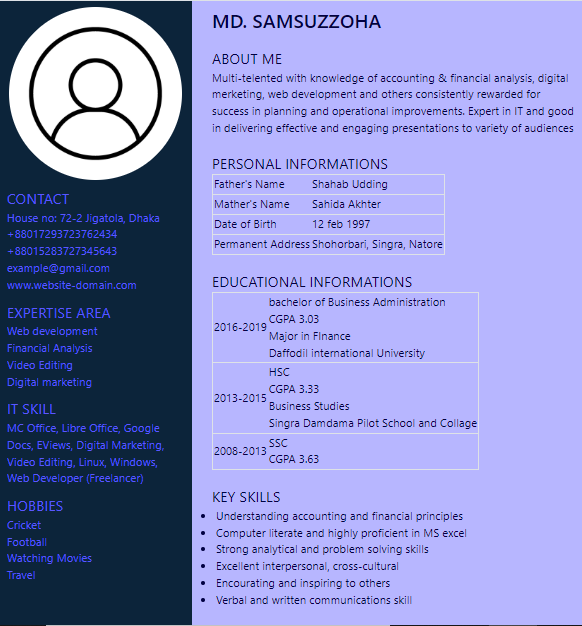 MD. SAMSUZZOHA
ABOUT ME
Multi-telented with knowledge of accounting & financial analysis, digital
merketing, web development and others consistently rewarded for
success in planning and operational improvements. Expert in IT and good
in delivering effective and engaging presentations to variety of audiences
PERSONAL INFORMATIONS
Father's Name Shahab Udding
Mather's Name Sahida Akhter
Date of Birth 12 feb 1997
Permanent Address Shohorbari, Singra, Natore
EDUCATIONAL INFORMATIONS
2016-2019
bachelor of Business Administration
CGPA 3.03
Major in FInance
Daffodil international University
2013-2015
HSC
CGPA 3.33
Business Studies
Singra Damdama Pilot School and Collage
2008-2013
SSC
CGPA 3.63
KEY SKILLS
Understanding accounting and financial principles
Computer literate and highly proficient in MS excel
Strong analytical and problem solving skills
Excellent interpersonal, cross-cultural
Encourating and inspiring to others
Verbal and written communications skill
CONTACT
House no: 72-2 Jigatola, Dhaka
+88017293723762434
+88015283727345643
example@gmail.com
www.website-domain.com
EXPERTISE AREA
Web development
Financial Analysis
Video Editing
Digital marketing
IT SKILL
MC Office, Libre Office, Google
Docs, EViews, Digital Marketing,
Video Editing, Linux, Windows,
Web Developer (Freelancer)
HOBBIES
Cricket
Football
Watching Movies
Travel